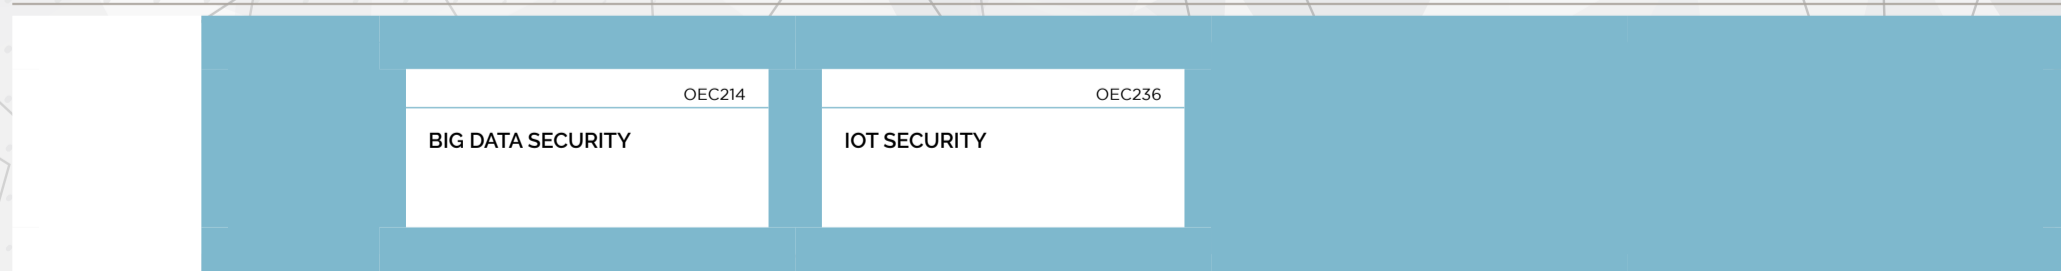 OEC214
BIG DATA SECURITY
OEC236
IOT SECURITY